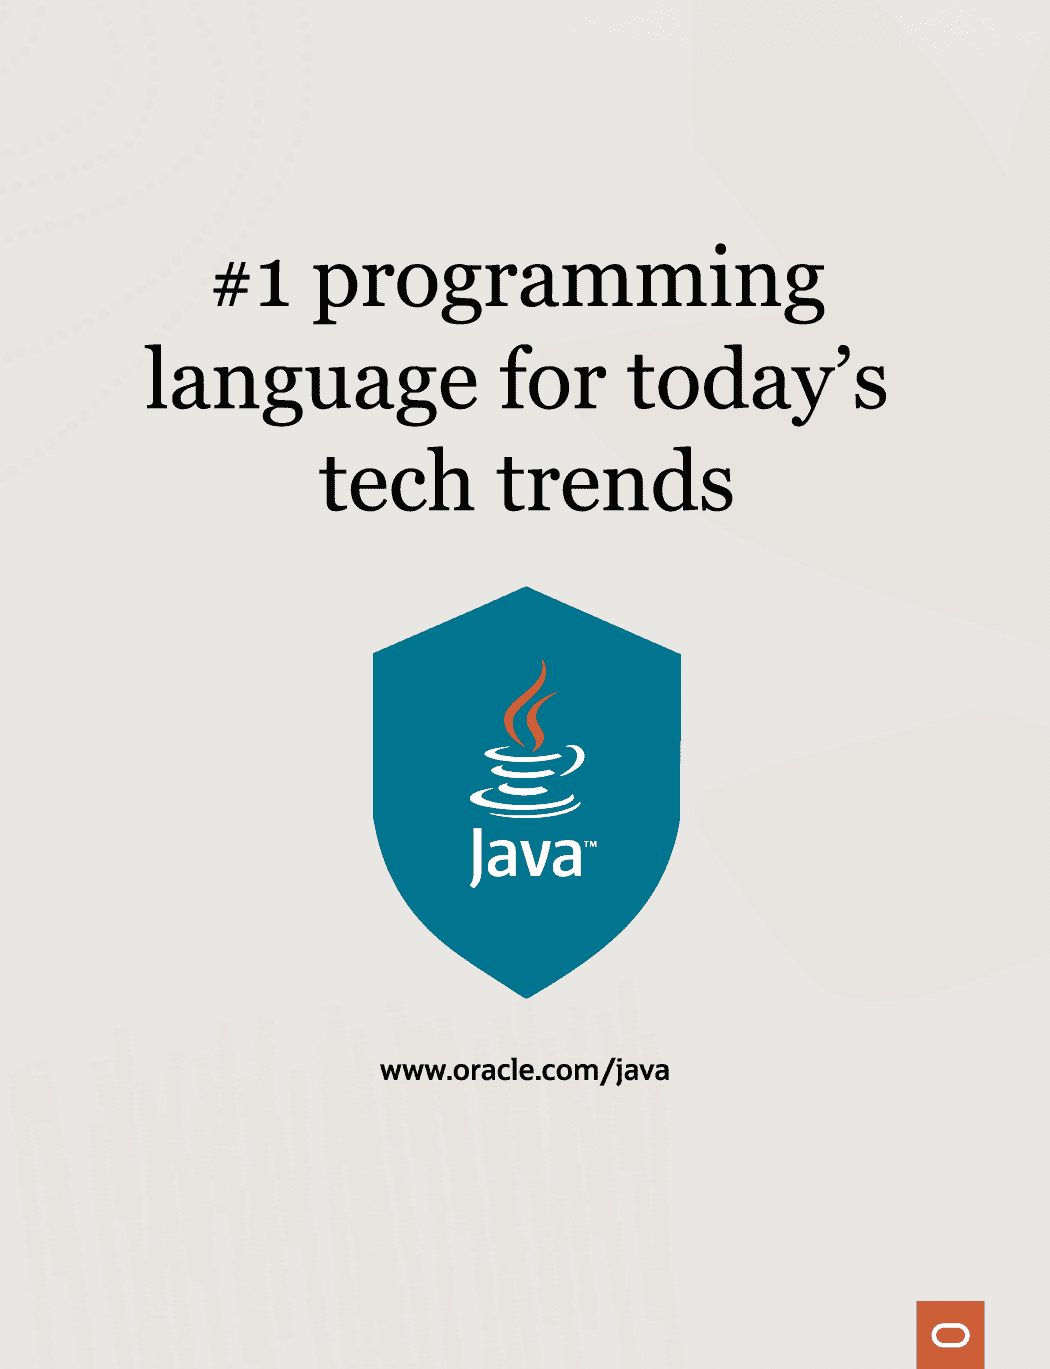 #1 programming
language for today’s
tech trends
Java™
www.oracle.com/java